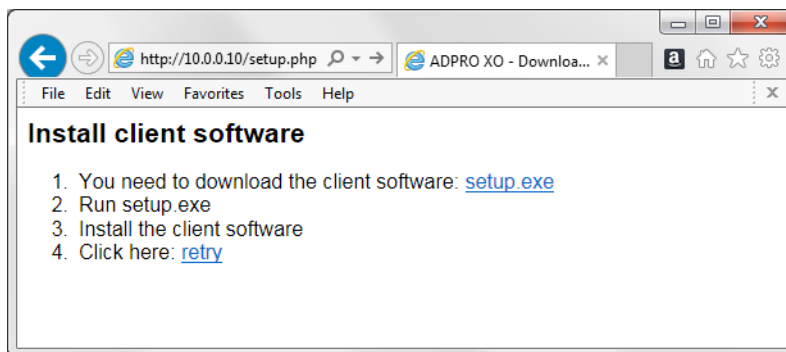 http://10.0.0.10/setup.php
ADPRO XO - Downloa...
a
File Edit View Favorites Tools Help
Install client software
1. You need to download the client software: setup.exe
2. Run setup.exe
3. Install the client software
4. Click here: retry